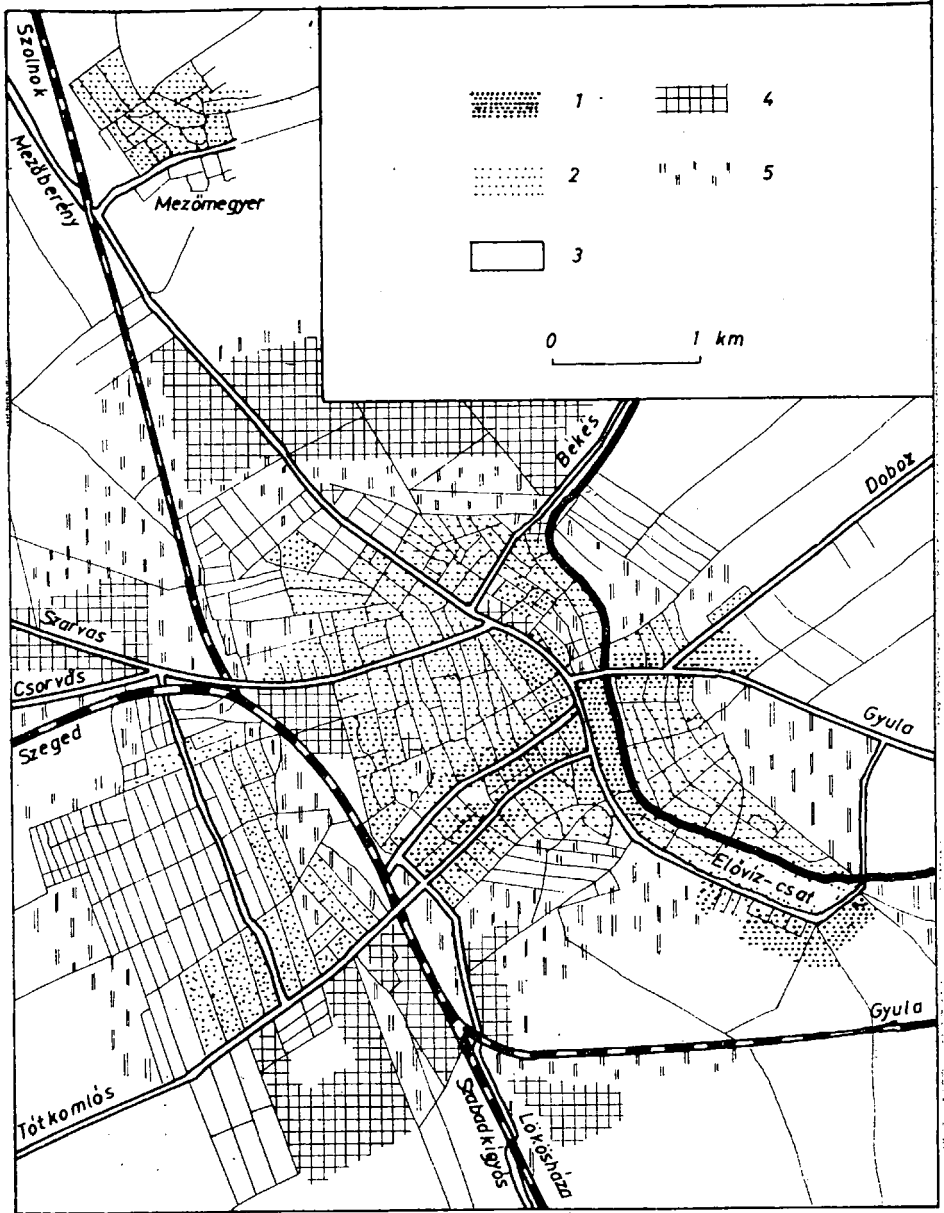 Szolnok
Mezőberény
Mezőmegyer
1
4
2
5
3
0 1 km
Békés
Doboz
Szarvas
Csorvás
Szeged
Gyula
Élővíz-csat
Gyula
Tótkomlós
Szabadkígyós
Lőkösháza